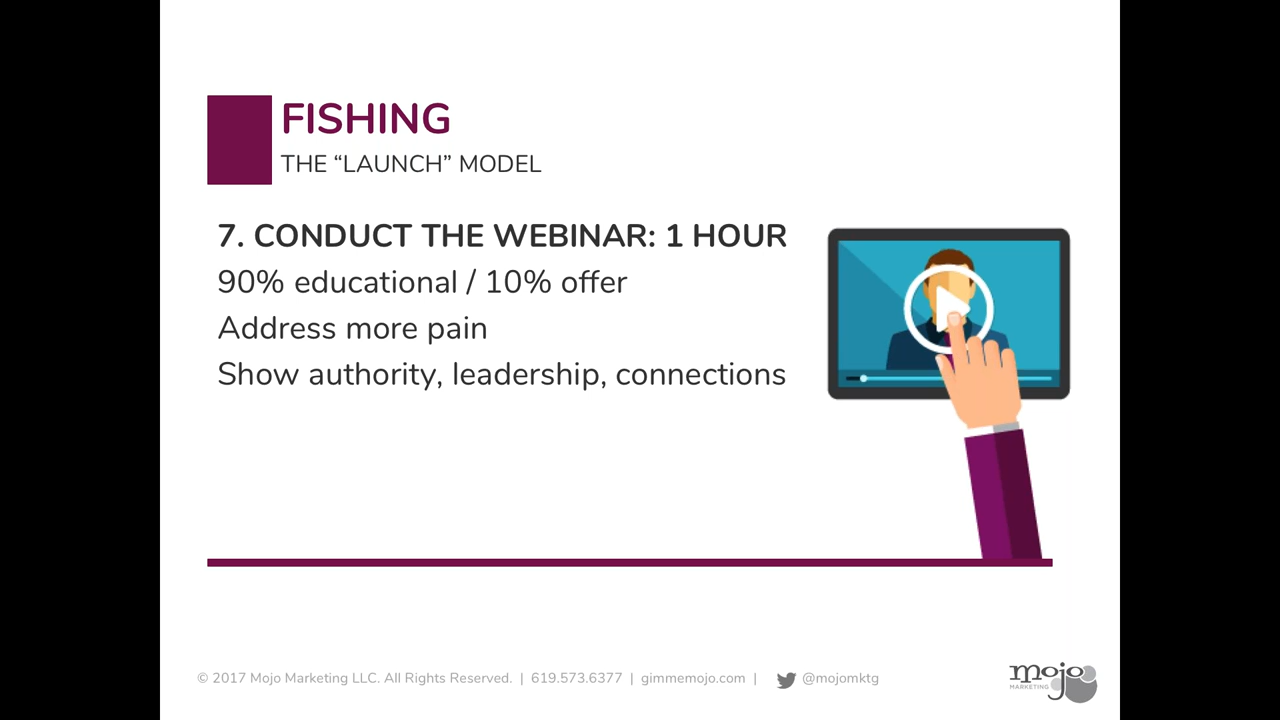 FISHING
THE “LAUNCH” MODEL
7. CONDUCT THE WEBINAR: 1 HOUR
90% educational / 10% offer
Address more pain
Show authority, leadership, connections
© 2017 Mojo Marketing LLC. All Rights Reserved. | 619.573.6377 | gimmemojo.com | @mojomktg
mojo
MARKETING